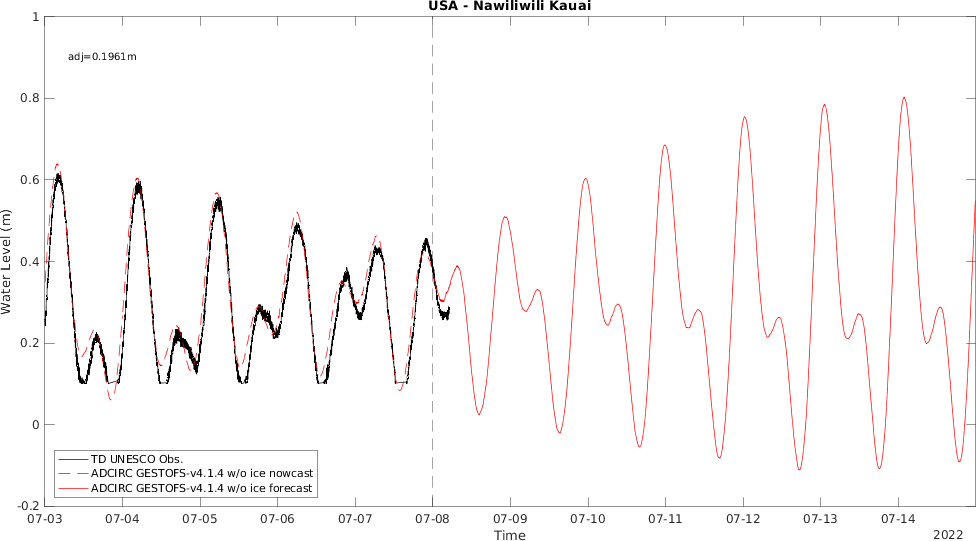 USA - Nawiliwili Kauai
adj=0.1961m
Water Level (m)
1
0.8
0.6
0.4
0.2
0
-0.2
TD UNESCO Obs.
ADCIRC GESTOFS-v4.1.4 w/o ice nowcast
ADCIRC GESTOFS-v4.1.4 w/o ice forecast
07-03 07-04 07-05 07-06 07-07 07-08 07-09 07-10 07-11 07-12 07-13 07-14
Time
2022